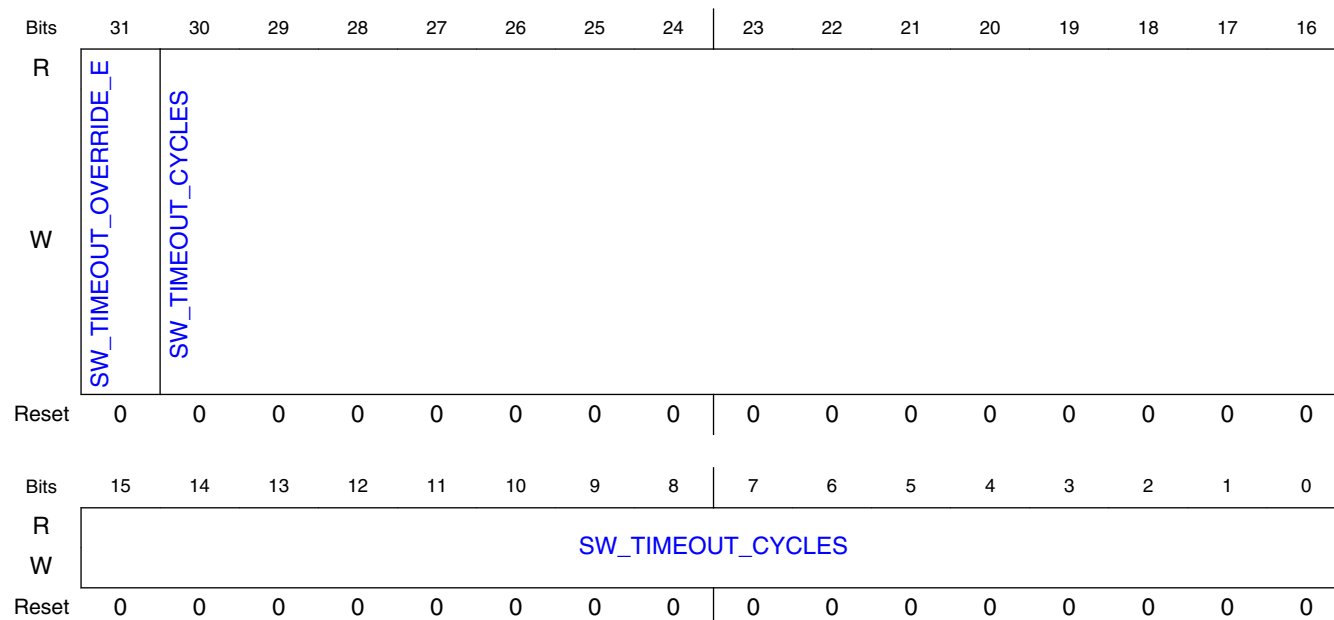 Bits 31 30 29 28 27 26 25 24 23 22 21 20 19 18 17 16
R
W
SW_TIMEOUT_OVERRIDE_E
SW_TIMEOUT_CYCLES
Reset 0 0 0 0 0 0 0 0 0 0 0 0 0 0 0 0
Bits 15 14 13 12 11 10 9 8 7 6 5 4 3 2 1 0
R
SW_TIMEOUT_CYCLES
W
Reset 0 0 0 0 0 0 0 0 0 0 0 0 0 0 0 0